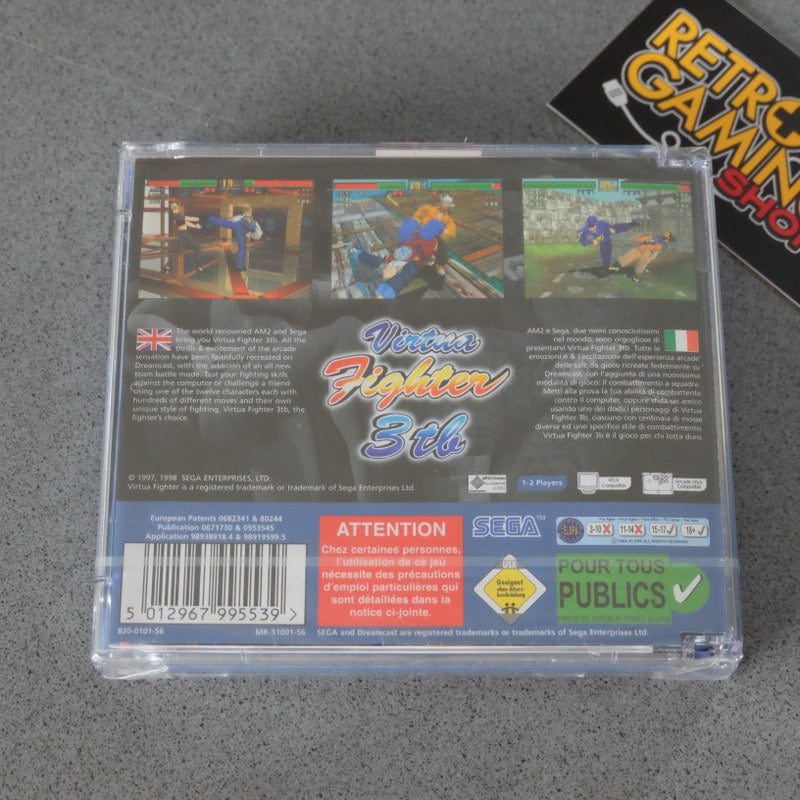 RETRO
GAMING
SHOP
The world renowned AM2 and Sega
bring you Virtua Fighter 3tb. All the
thrills & excitement of the arcade
sensation have been faithfully recreated on
Dreamcast, with the addition of an all new
team battle mode. Test your fighting skills
against the computer or challenge a friend
using one of the twelve characters each with
hundreds of different moves and their own
unique style of fighting. Virtua Fighter 3tb, the
fighter's choice.
Virtua
Fighter
3tb
AM2 e Sega, due nomi conosciutissimi
nel mondo, sono orgogliose di
presentarvi Virtua Fighter 3tb. Tutte le
emozioni e l'eccitazione dell'esperienza arcade
delle sale da gioco ricreate fedelmente su
Dreamcast, con l'aggiunta di una nuovissima
modalità di gioco: il combattimento a squadre.
Metti alla prova la tua abilità di combattente
contro il computer, oppure sfida un amico
usando uno dei dodici personaggi di Virtua
Fighter 3tb, ciascuno con centinaia di mosse
diverse ed uno specifico stile di combattimento.
Virtua Fighter 3b è il gioco per chi lotta duro.
© 1997, 1998 SEGA ENTERPRISES, LTD.
Virtua Fighter is a registered trademark or trademark of Sega Enterprises Ltd.
1-2 Players
VGA
Compatible
Arcade Stick
Compatible
European Patents 0682341 & 80244
Publication 0671730 & 0553545
Application 98938918.4 & 98919599.5
5 012967 995539 >
820-0101-56
MK-51001-56
ATTENTION
Chez certaines personnes,
l'utilisation de ce jeu
nécessite des précautions
d'emploi particulières qui
sont détaillées dans la
notice ci-jointe.
SEGA™
3-10 11-14 15-17 18+
USK
Geeignet
ohne Alters-
beschränkung
POUR TOUS
PUBLICS
SEGA and Dreamcast are registered trademarks or trademarks of Sega Enterprises Ltd.